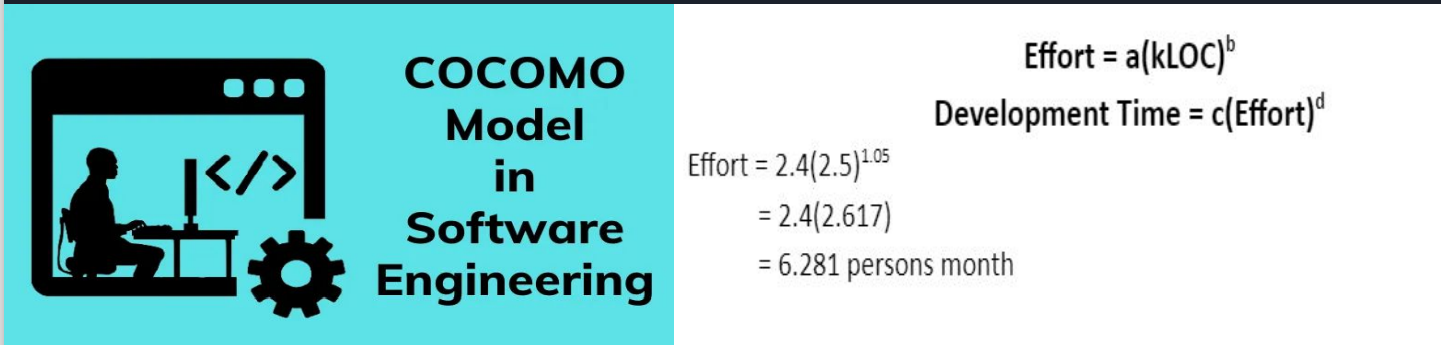 COCOMO
Model
in
Software
Engineering
</>
Effort = a(kLOC)ᵇ
Development Time = c(Effort)ᵈ
Effort = 2.4(2.5)¹·⁰⁵
= 2.4(2.617)
= 6.281 persons month